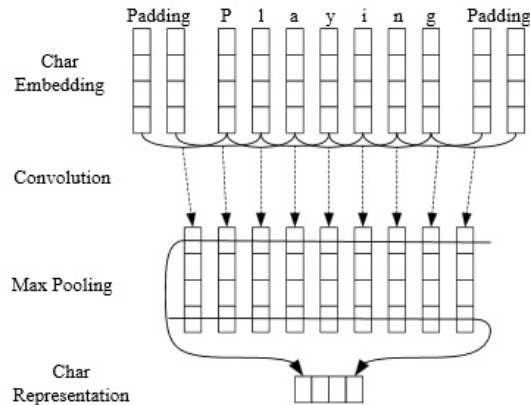 Padding P l a y i n g Padding
Char
Embedding
Convolution
Max Pooling
Char
Representation